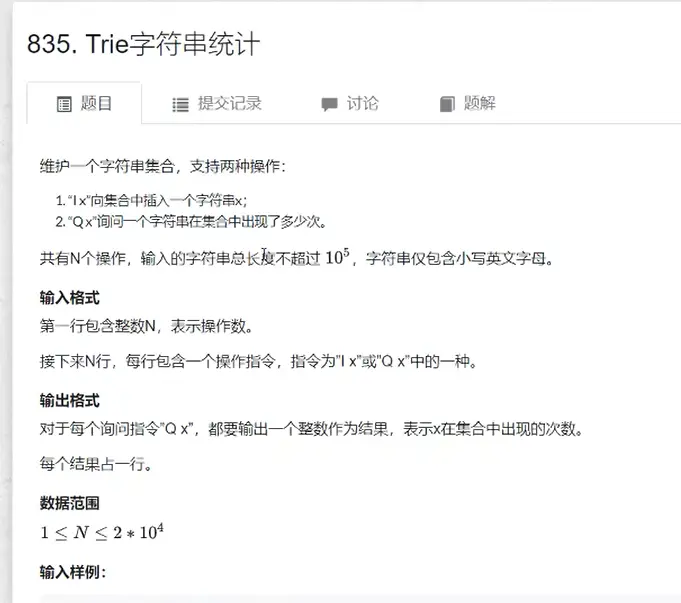 835. Trie字符串统计
题目 提交记录 讨论 题解
维护一个字符串集合，支持两种操作：
1. “I x”向集合中插入一个字符串x；
2. “Q x”询问一个字符串在集合中出现了多少次。
共有N个操作，输入的字符串总长度不超过 10⁵，字符串仅包含小写英文字母。
输入格式
第一行包含整数N，表示操作数。
接下来N行，每行包含一个操作指令，指令为”I x”或”Q x”中的一种。
输出格式
对于每个询问指令”Q x”，都要输出一个整数作为结果，表示x在集合中出现的次数。
每个结果占一行。
数据范围
1 ≤ N ≤ 2 * 10⁴
输入样例：